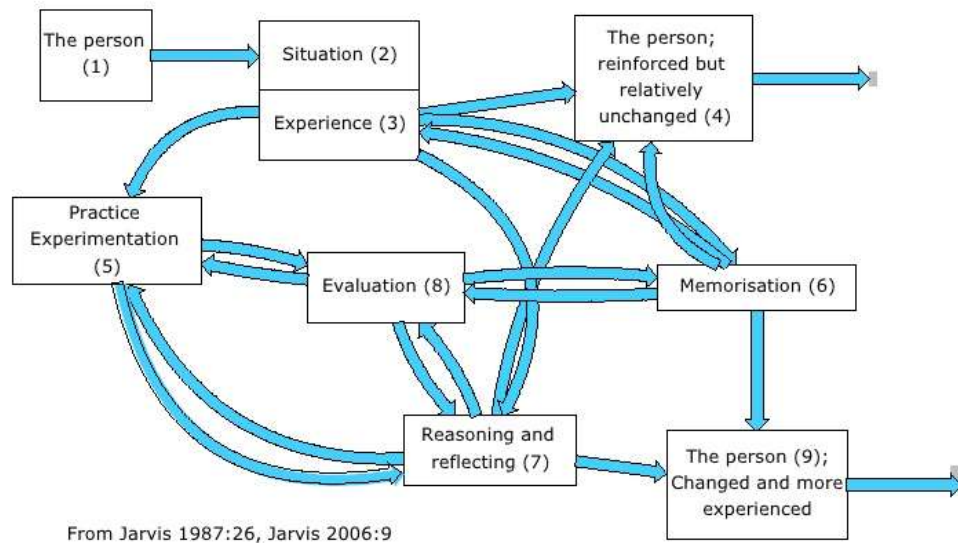 The person
(1)
Situation (2)
Experience (3)
The person;
reinforced but
relatively
unchanged (4)
Practice
Experimentation
(5)
Evaluation (8)
Memorisation (6)
Reasoning and
reflecting (7)
The person (9);
Changed and more
experienced
From Jarvis 1987:26, Jarvis 2006:9